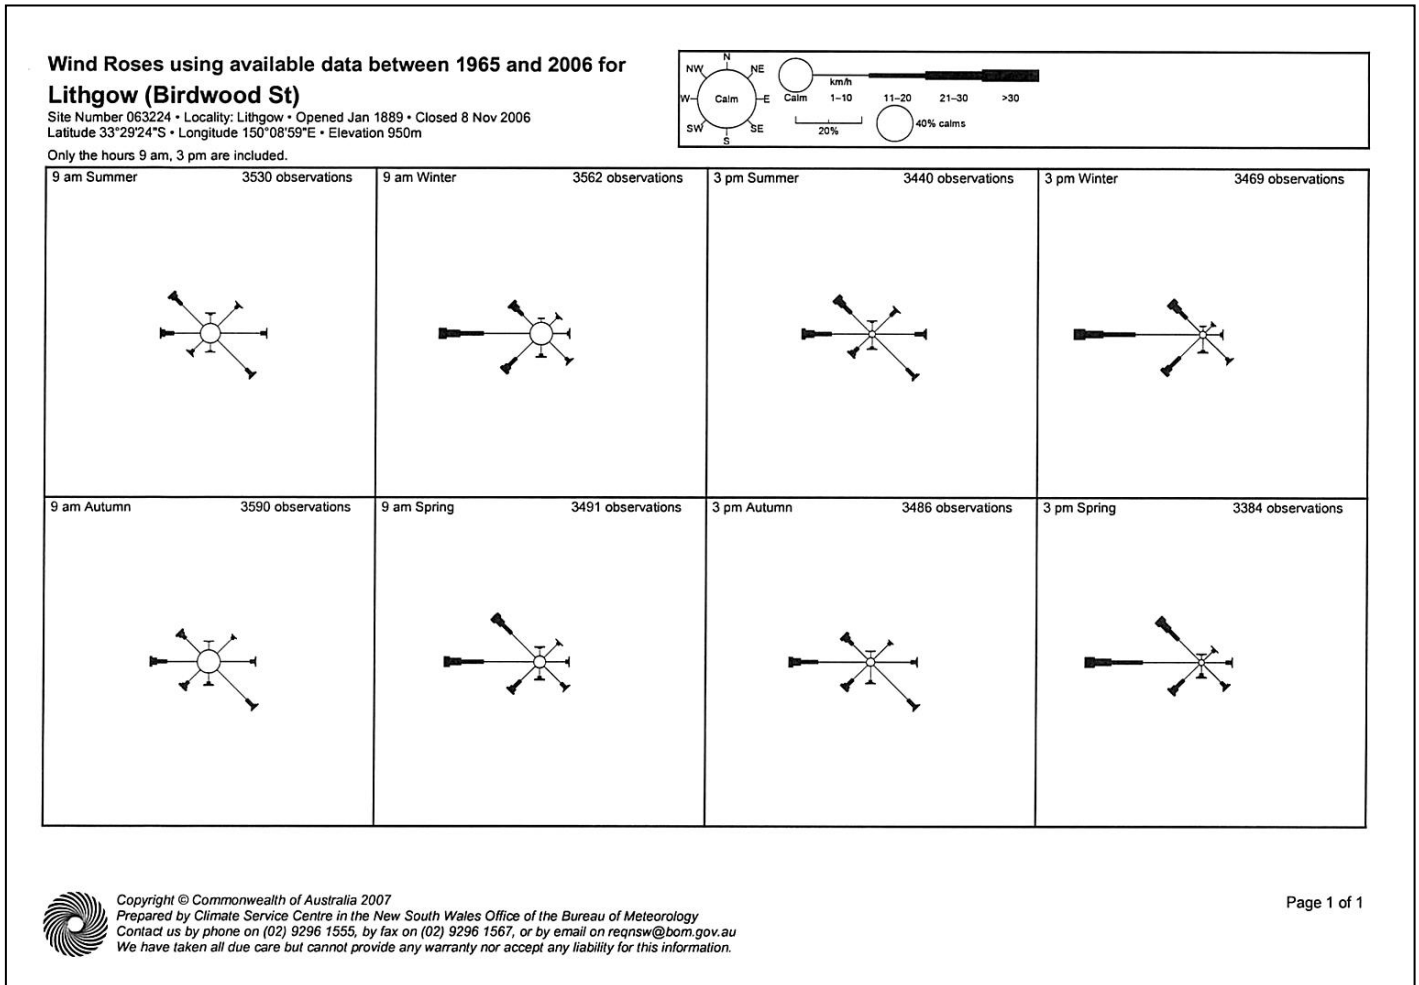 Wind Roses using available data between 1965 and 2006 for
Lithgow (Birdwood St)
Site Number 063224 • Locality: Lithgow • Opened Jan 1889 • Closed 8 Nov 2006
Latitude 33°29'24"S • Longitude 150°08'59"E • Elevation 950m
Only the hours 9 am, 3 pm are included.
N
NW NE
W Calm E
SW SE
S
km/h
Calm 1–10 11–20 21–30 >30
20%
40% calms
9 am Summer 3530 observations
9 am Winter 3562 observations
3 pm Summer 3440 observations
3 pm Winter 3469 observations
9 am Autumn 3590 observations
9 am Spring 3491 observations
3 pm Autumn 3486 observations
3 pm Spring 3384 observations
Copyright © Commonwealth of Australia 2007
Prepared by Climate Service Centre in the New South Wales Office of the Bureau of Meteorology
Contact us by phone on (02) 9296 1555, by fax on (02) 9296 1567, or by email on reqnsw@bom.gov.au
We have taken all due care but cannot provide any warranty nor accept any liability for this information.
Page 1 of 1